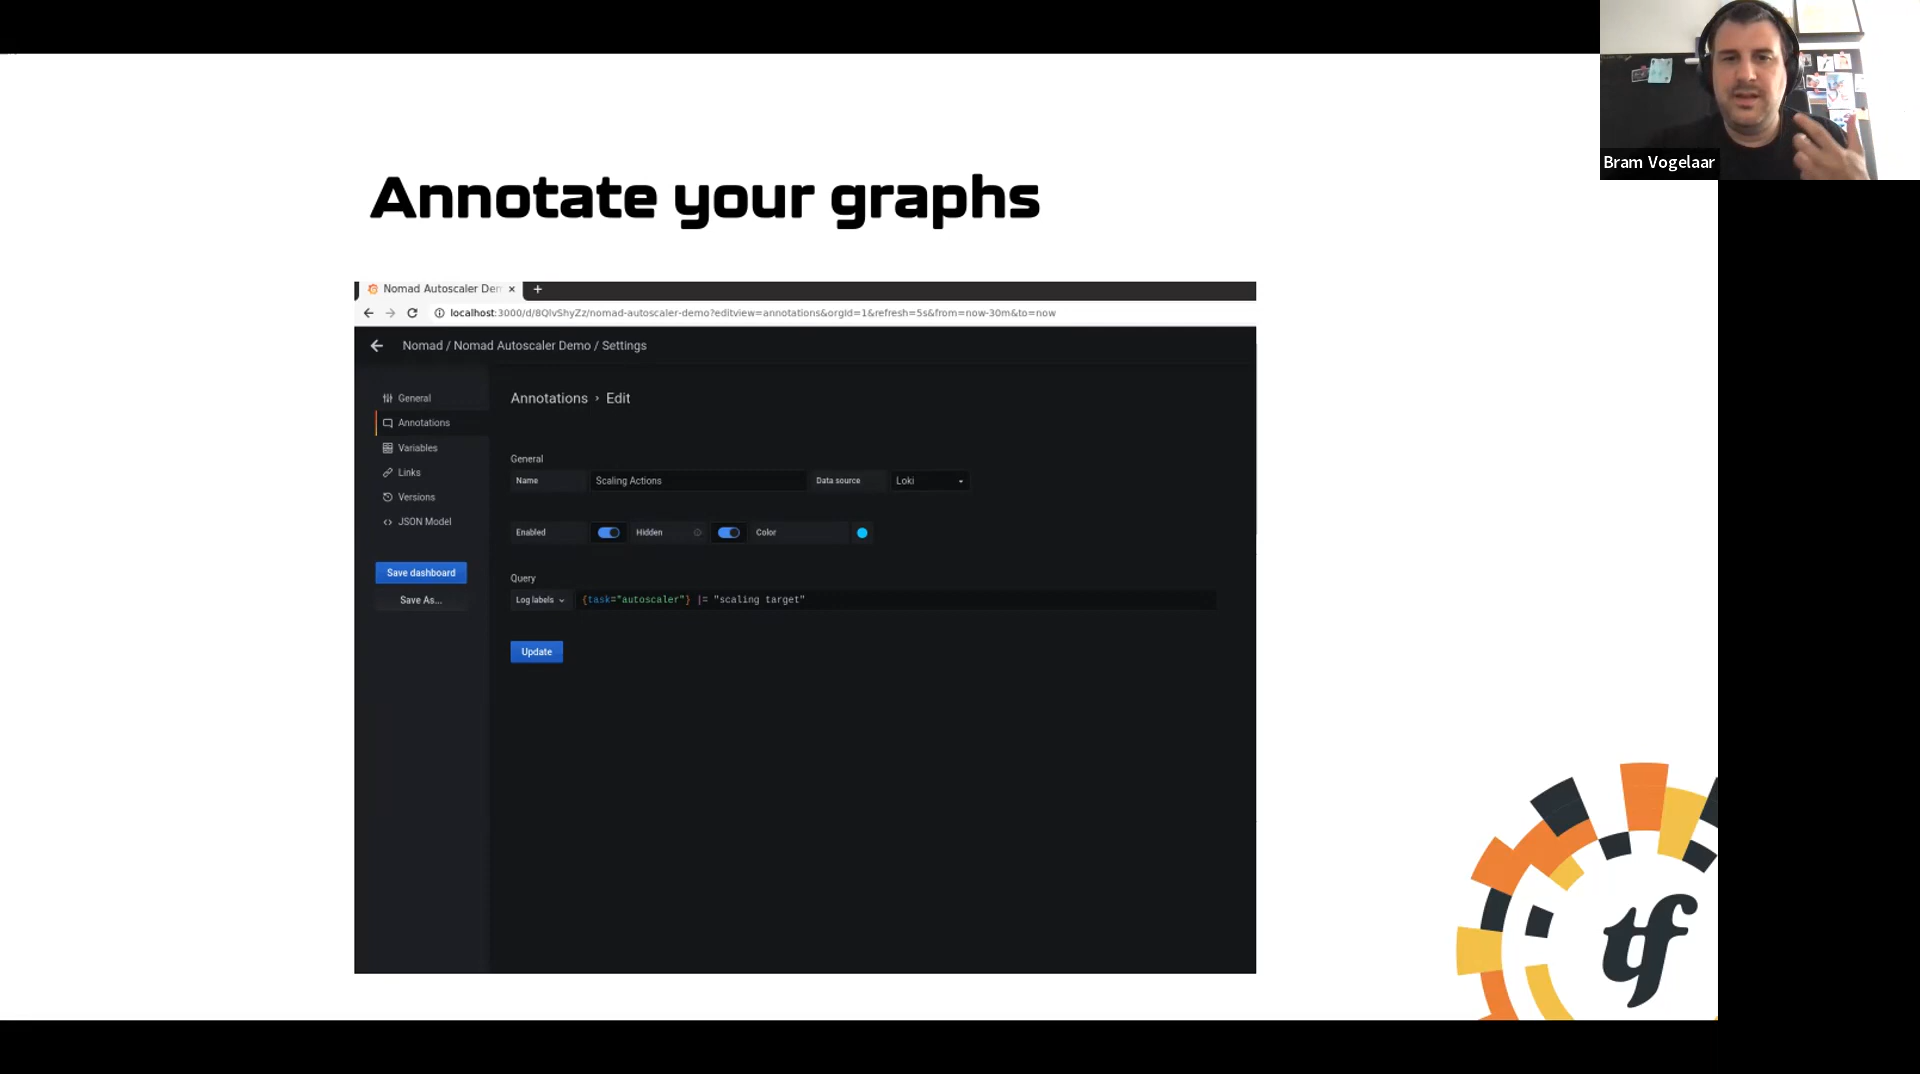 Bram Vogelaar
Annotate your graphs
Nomad Autoscaler Dem
localhost:3000/d/8QlvShyZz/nomad-autoscaler-demo?editview=annotations&orgId=1&refresh=5s&from=now-30m&to=now
Nomad / Nomad Autoscaler Demo / Settings
General
Annotations
Variables
Links
Versions
JSON Model
Save dashboard
Save As...
Annotations › Edit
General
Name Scaling Actions Data source Loki
Enabled Hidden Color
Query
Log labels {task="autoscaler"} |= "scaling target"
Update
tf